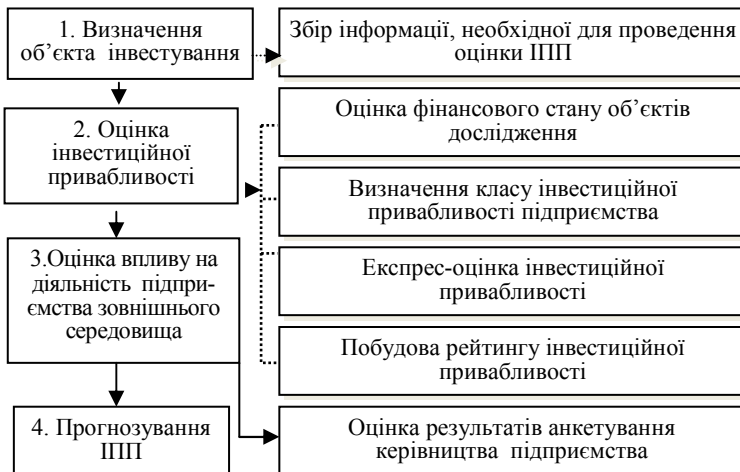 1. Визначення
об’єкта інвестування
Збір інформації, необхідної для проведення
оцінки ІПП
2. Оцінка
інвестиційної
привабливості
Оцінка фінансового стану об’єктів
дослідження
Визначення класу інвестиційної
привабливості підприємства
3.Оцінка впливу на
діяльність підпри-
ємства зовнішнього
середовища
Експрес-оцінка інвестиційної
привабливості
Побудова рейтингу інвестиційної
привабливості
4. Прогнозування
ІПП
Оцінка результатів анкетування
керівництва підприємства